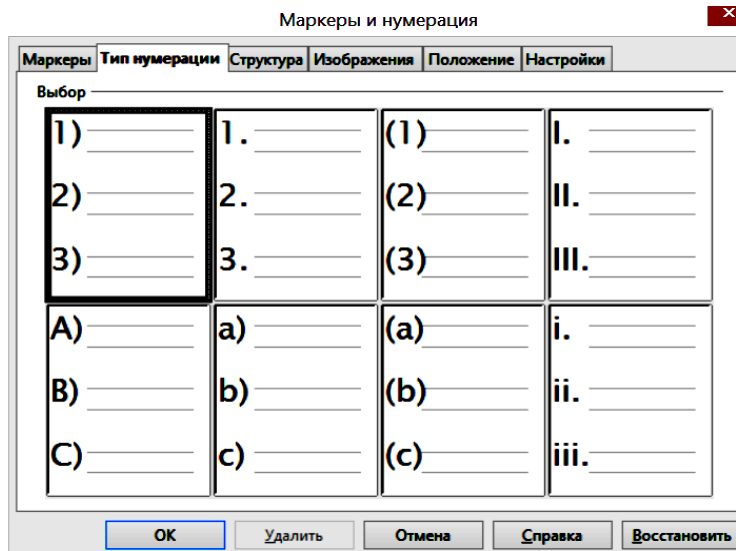 Маркеры и нумерация
Маркеры Тип нумерации Структура Изображения Положение Настройки
Выбор
1) 1. (1) I.
2) 2. (2) II.
3) 3. (3) III.
A) a) (a) i.
B) b) (b) ii.
C) c) (c) iii.
ОК Удалить Отмена Справка Восстановить